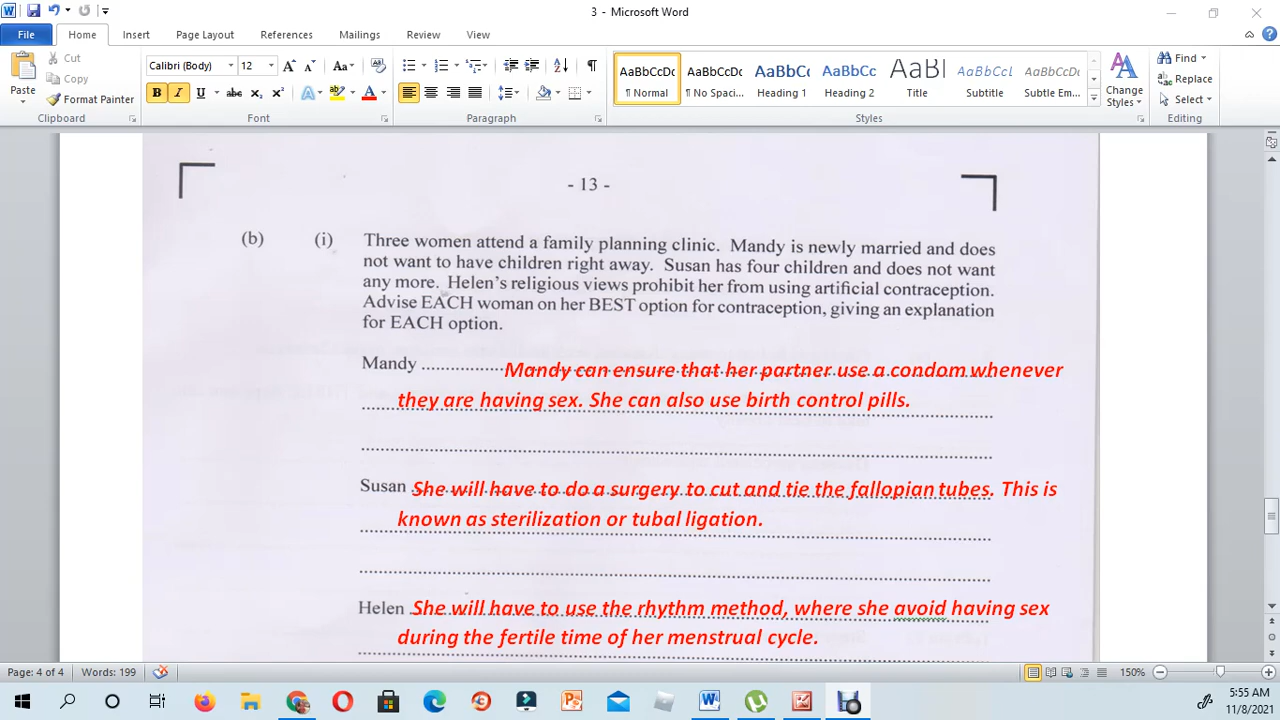 3 - Microsoft Word
File Home Insert Page Layout References Mailings Review View
Paste
Cut
Copy
Format Painter
Calibri (Body) 12
AaBbCcDc AaBbCcDc AaBbCc AaBbCc AaBl AaBbCcL AaBbCcDc
¶ Normal ¶ No Spaci... Heading 1 Heading 2 Title Subtitle Subtle Em...
Change
Styles
Find
Replace
Select
Clipboard Font Paragraph Styles Editing
- 13 -
(b) (i) Three women attend a family planning clinic. Mandy is newly married and does
not want to have children right away. Susan has four children and does not want
any more. Helen's religious views prohibit her from using artificial contraception.
Advise EACH woman on her BEST option for contraception, giving an explanation
for EACH option.
Mandy Mandy can ensure that her partner use a condom whenever
they are having sex. She can also use birth control pills.
Susan She will have to do a surgery to cut and tie the fallopian tubes. This is
known as sterilization or tubal ligation.
Helen She will have to use the rhythm method, where she avoid having sex
during the fertile time of her menstrual cycle.
Page: 4 of 4 Words: 199 150%
5:55 AM
11/8/2021